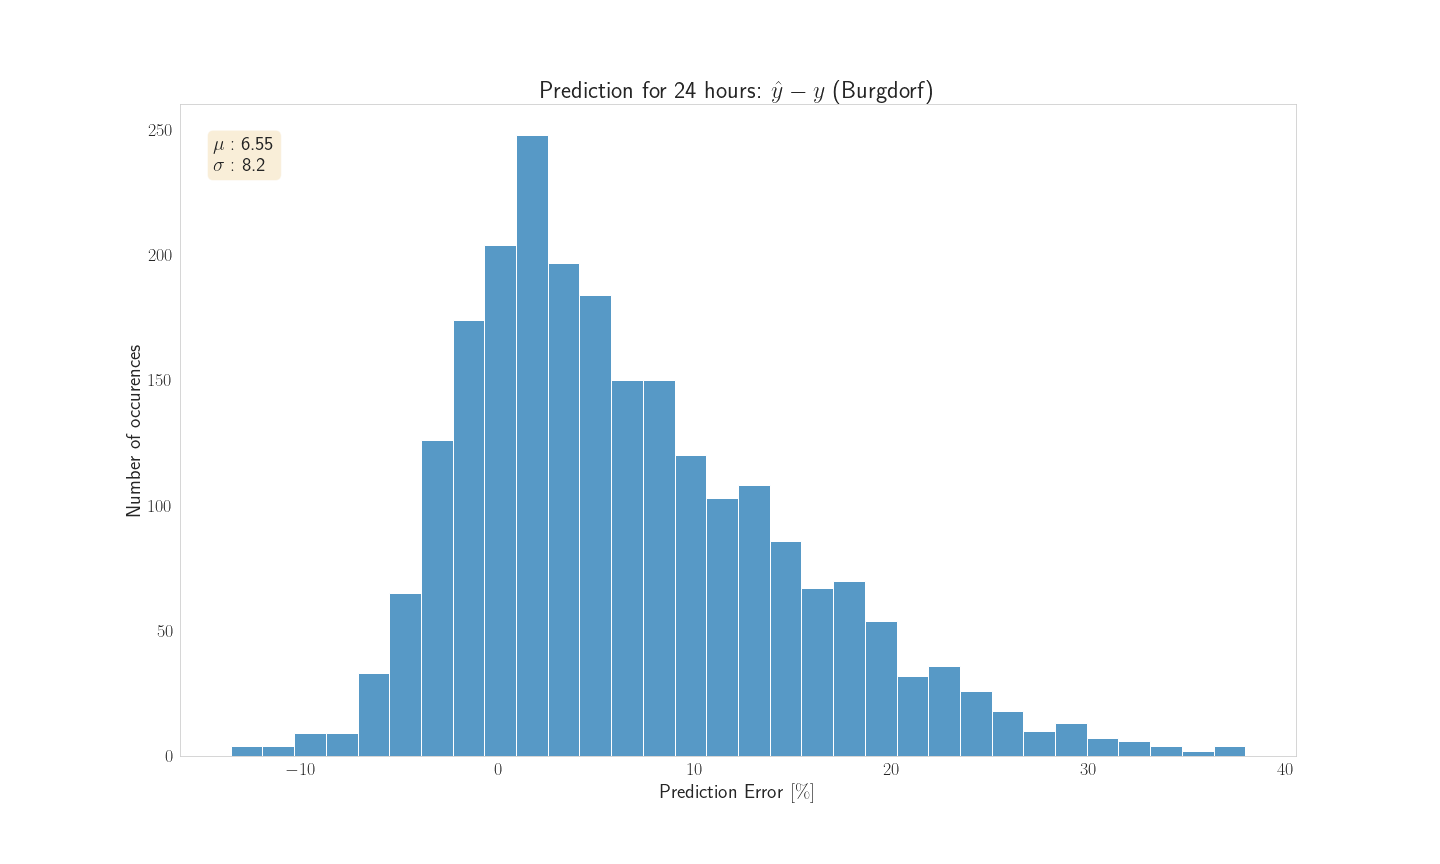 Prediction for 24 hours: ŷ − y (Burgdorf)
250
μ : 6.55
σ : 8.2
200
150
100
50
0
Number of occurences
−10 0 10 20 30 40
Prediction Error [%]